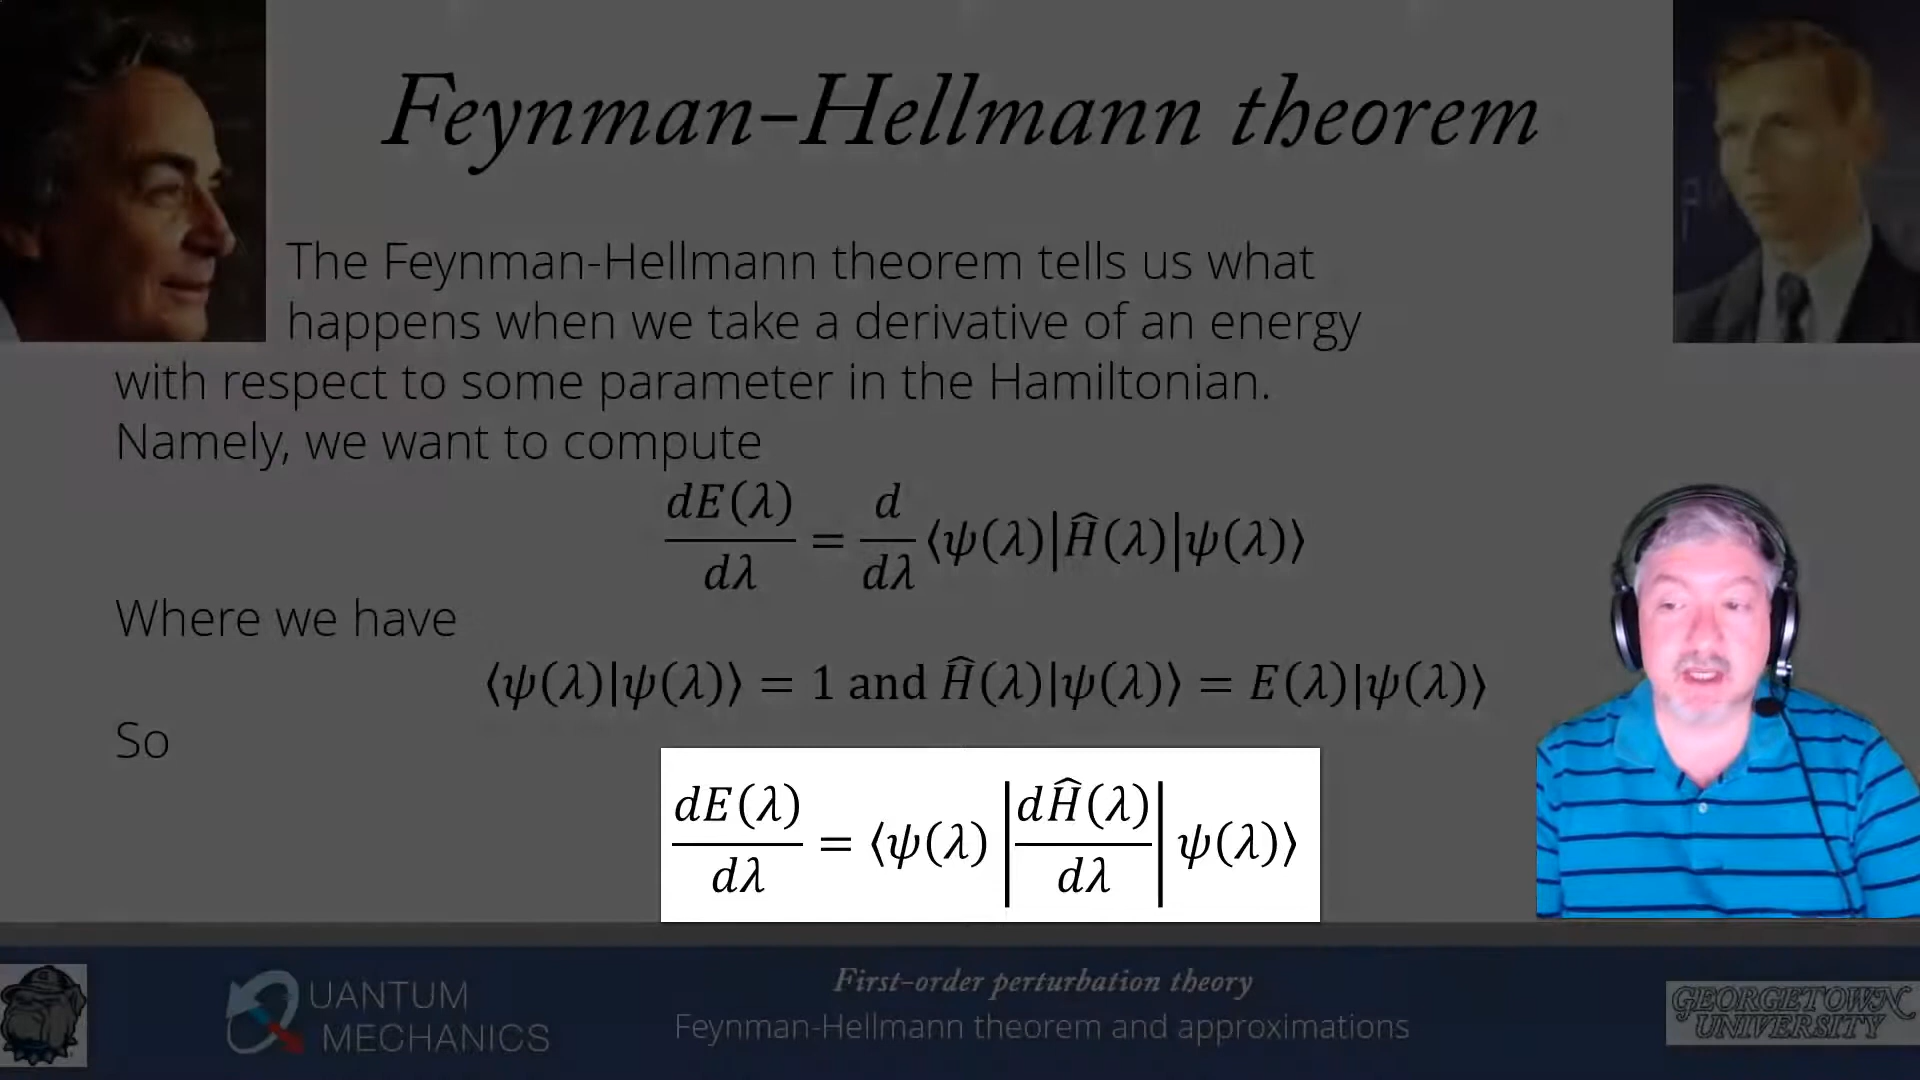 Feynman–Hellmann theorem
The Feynman-Hellmann theorem tells us what
happens when we take a derivative of an energy
with respect to some parameter in the Hamiltonian.
Namely, we want to compute
dE(λ)/dλ = d/dλ ⟨ψ(λ)|Ĥ(λ)|ψ(λ)⟩
Where we have
⟨ψ(λ)|ψ(λ)⟩ = 1 and Ĥ(λ)|ψ(λ)⟩ = E(λ)|ψ(λ)⟩
So
dE(λ)/dλ = ⟨ψ(λ)|dĤ(λ)/dλ|ψ(λ)⟩
QUANTUM
MECHANICS
First-order perturbation theory
Feynman-Hellmann theorem and approximations
GEORGETOWN
UNIVERSITY